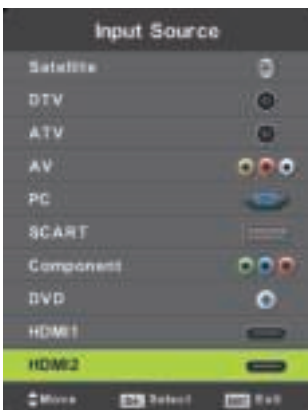 Input Source
Satellite
DTV
ATV
AV
PC
SCART
Component
DVD
HDMI1
HDMI2
Move Select Exit